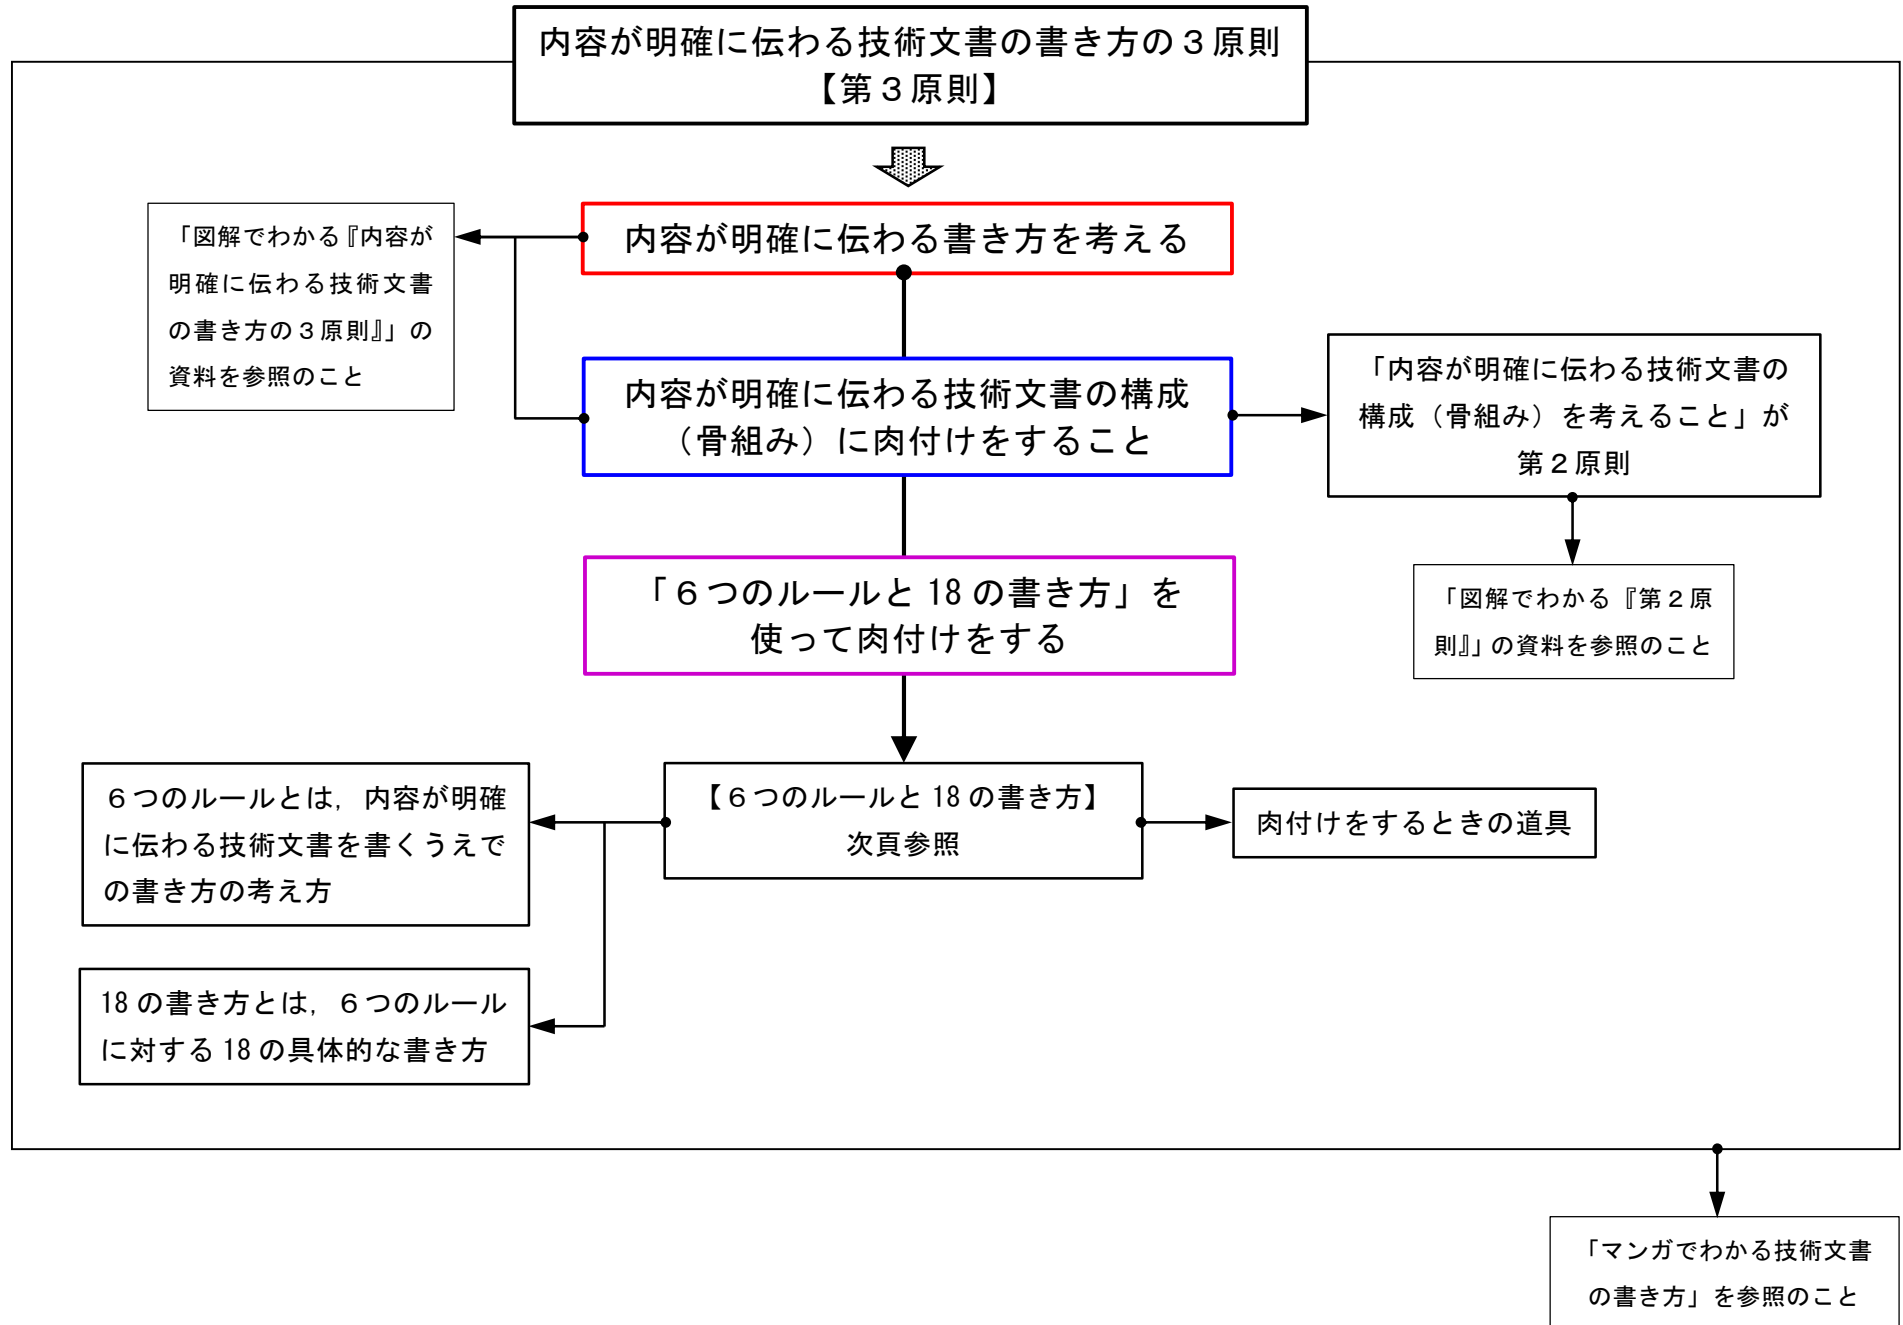 内容が明確に伝わる技術文書の書き方の３原則
【第３原則】
内容が明確に伝わる書き方を考える
「図解でわかる『内容が
明確に伝わる技術文書
の書き方の３原則』」の
資料を参照のこと
内容が明確に伝わる技術文書の構成
（骨組み）に肉付けをすること
「内容が明確に伝わる技術文書の
構成（骨組み）を考えること」が
第２原則
「図解でわかる『第２原
則』」の資料を参照のこと
「６つのルールと18の書き方」を
使って肉付けをする
【６つのルールと18の書き方】
次頁参照
肉付けをするときの道具
６つのルールとは，内容が明確
に伝わる技術文書を書くうえで
の書き方の考え方
18の書き方とは，６つのルール
に対する18の具体的な書き方
「マンガでわかる技術文書
の書き方」を参照のこと